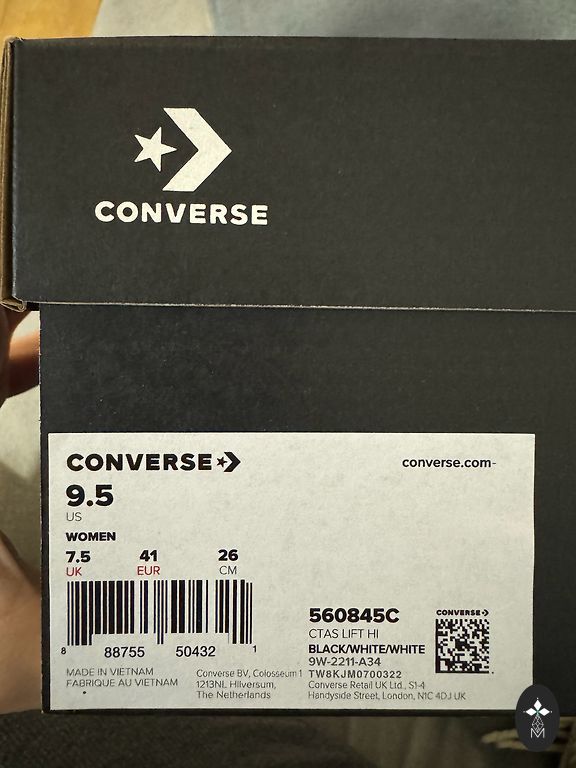 CONVERSE
CONVERSE
converse.com
9.5
US
WOMEN
7.5 41 26
UK EUR CM
8 88755 50432 1
560845C
CTAS LIFT HI
BLACK/WHITE/WHITE
9W-2211-A34
TW8KJM0700322
CONVERSE
MADE IN VIETNAM
FABRIQUE AU VIETNAM
Converse BV, Colosseum 1
1213NL Hilversum,
The Netherlands
Converse Retail UK Ltd., S1-4
Handyside Street, London, N1C 4DJ UK
M